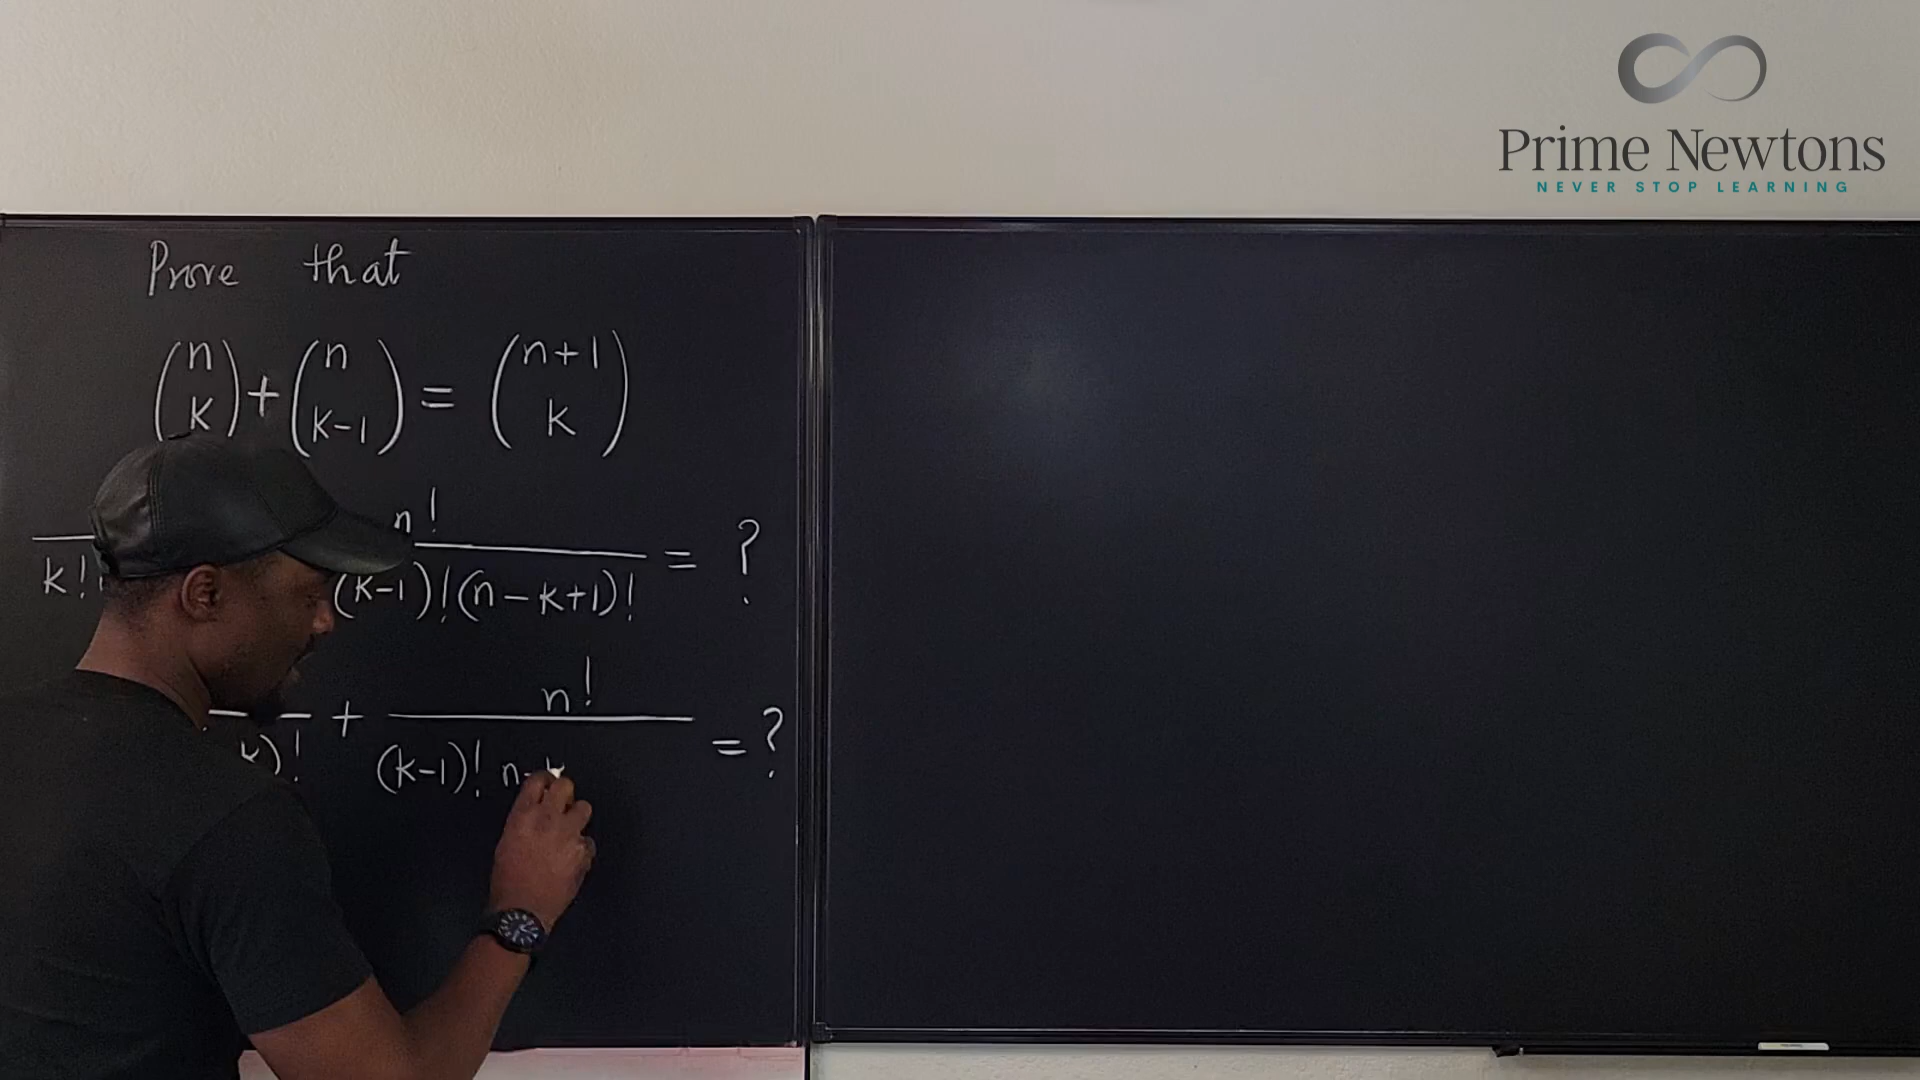 Prime Newtons
NEVER STOP LEARNING
Prove that
(n k) + (n k-1) = (n+1 k)
k! n! / (k-1)!(n-k+1)! = ?
k)! + n! / (k-1)! n- = ?